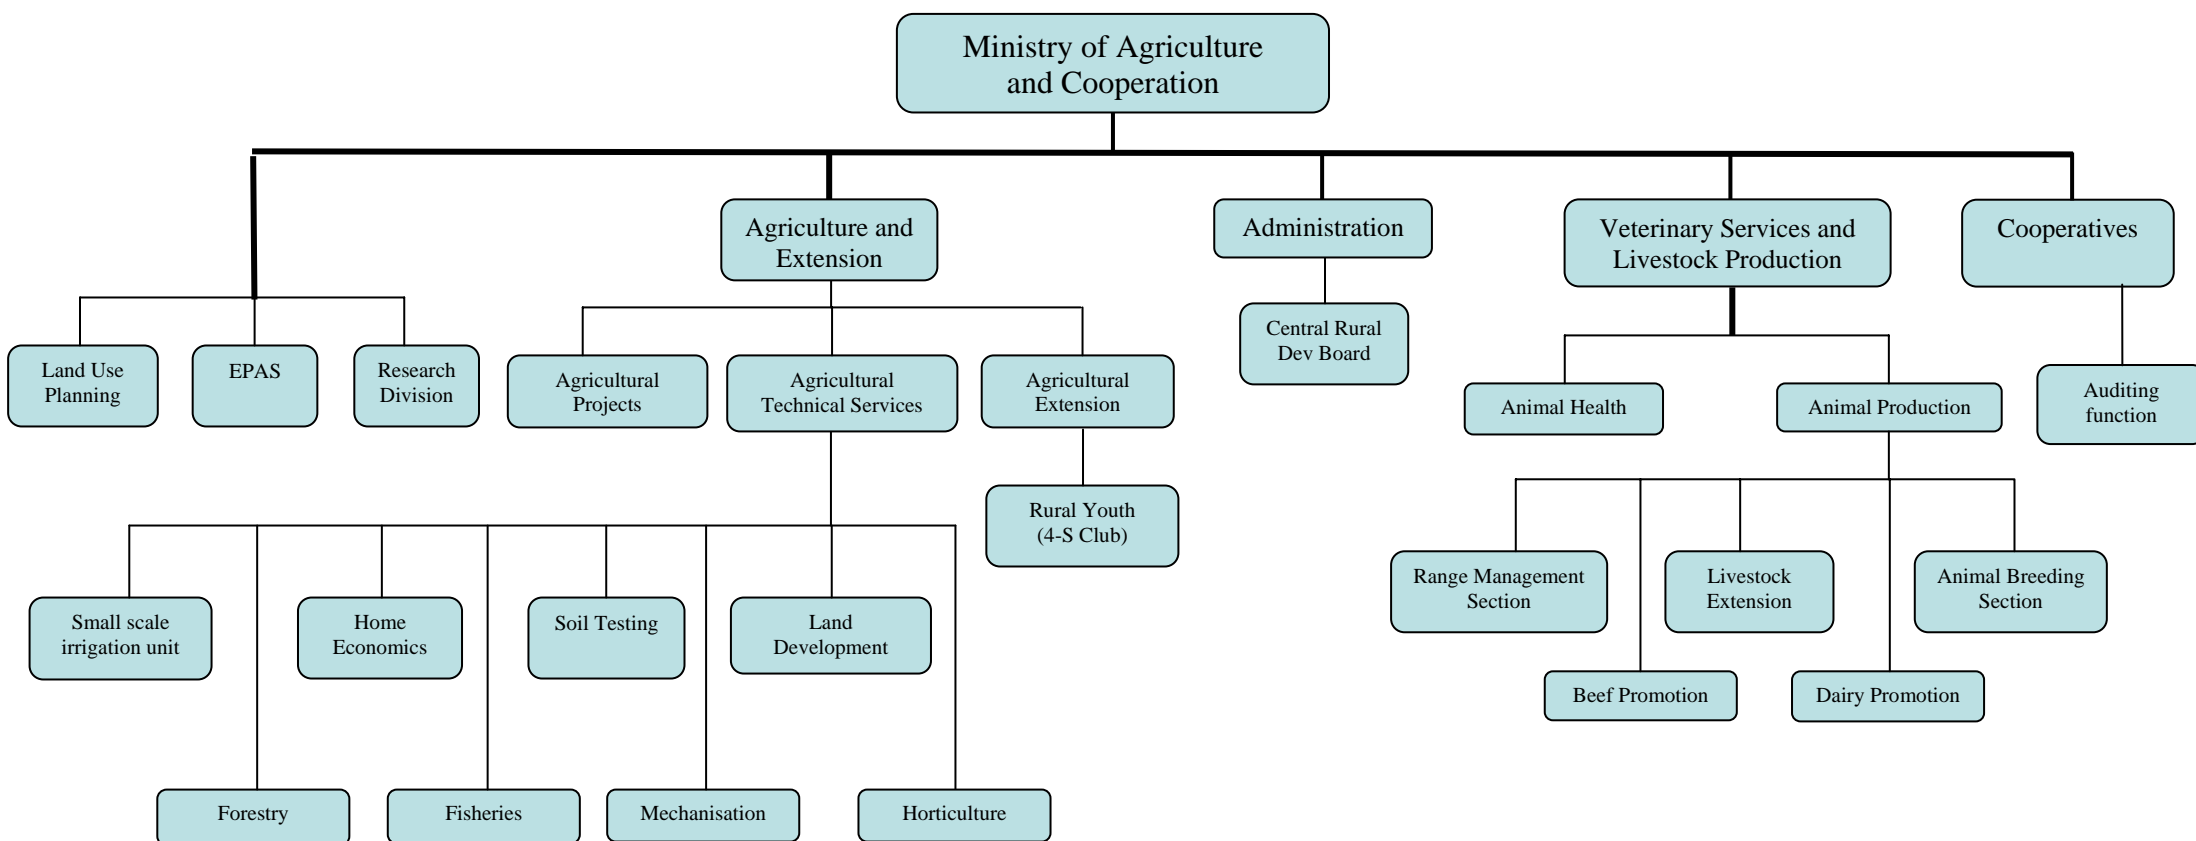 Ministry of Agriculture
and Cooperation
Agriculture and
Extension
Administration
Veterinary Services and
Livestock Production
Cooperatives
Land Use
Planning
EPAS
Research
Division
Agricultural
Projects
Agricultural
Technical Services
Agricultural
Extension
Central Rural
Dev Board
Animal Health
Animal Production
Auditing
function
Rural Youth
(4-S Club)
Small scale
irrigation unit
Home
Economics
Soil Testing
Land
Development
Range Management
Section
Livestock
Extension
Animal Breeding
Section
Beef Promotion
Dairy Promotion
Forestry
Fisheries
Mechanisation
Horticulture